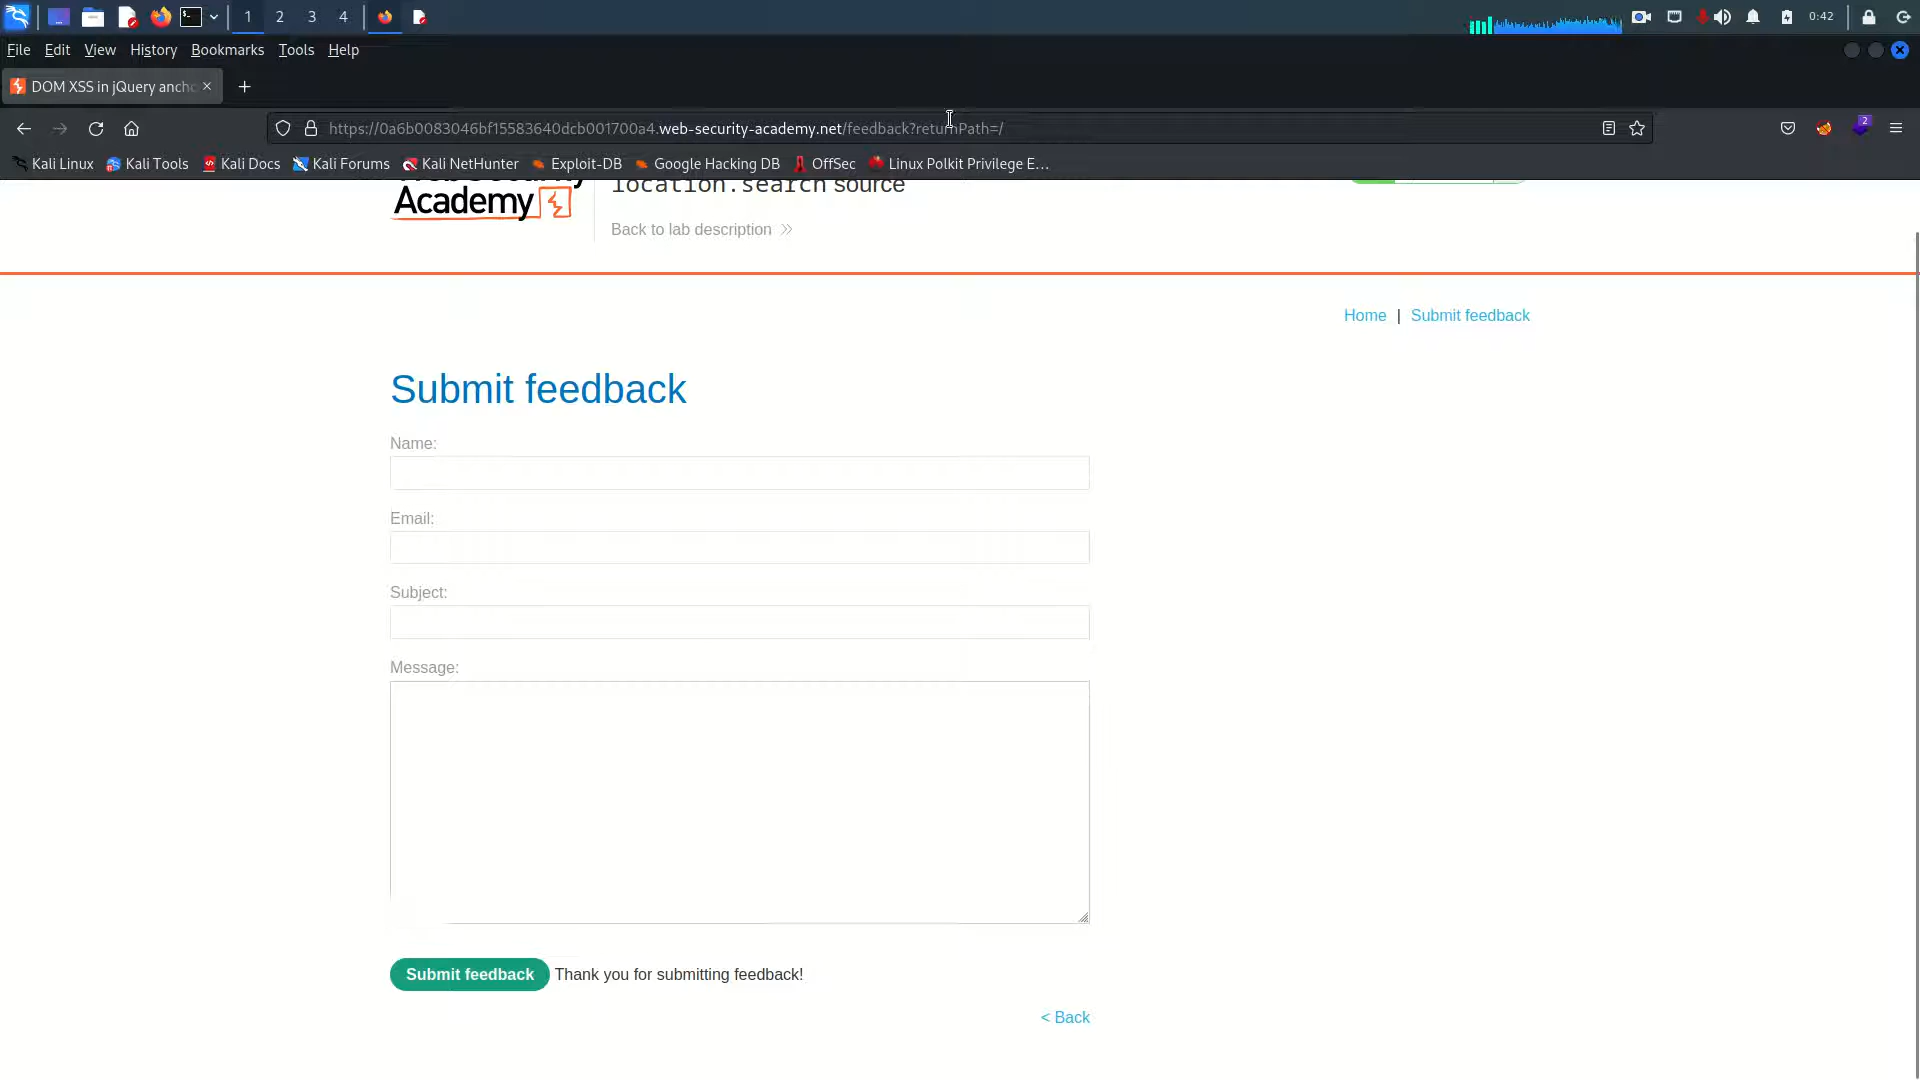 1 2 3 4 0:42
File Edit View History Bookmarks Tools Help
DOM XSS in jQuery ancho
https://0a6b0083046bf15583640dcb001700a4.web-security-academy.net/feedback?returnPath=/
2
Kali Linux Kali Tools Kali Docs Kali Forums Kali NetHunter Exploit-DB Google Hacking DB OffSec Linux Polkit Privilege E…
Academy
location.search source
Back to lab description
Home | Submit feedback
Submit feedback
Name:
Email:
Subject:
Message:
Submit feedback Thank you for submitting feedback!
< Back